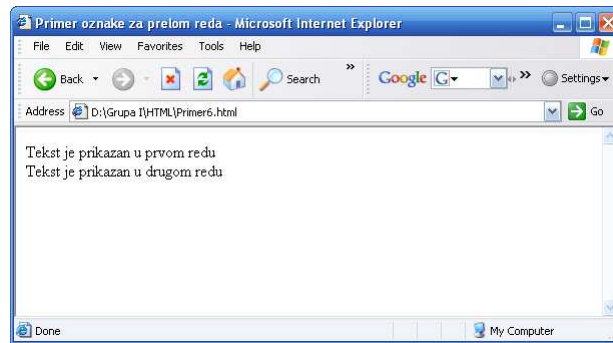 Primer oznake za prelom reda - Microsoft Internet Explorer
File Edit View Favorites Tools Help
Back Search » Google G » Settings
Address D:\Grupa I\HTML\Primer6.html Go
Tekst je prikazan u prvom redu
Tekst je prikazan u drugom redu
Done My Computer